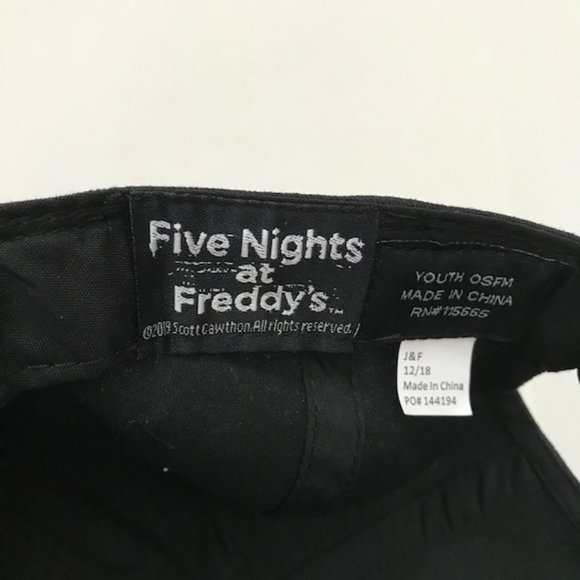 Five Nights
at
Freddy's™
©2019 Scott Cawthon. All rights reserved.
YOUTH OSFM
MADE IN CHINA
RN#115665
J&F
12/18
Made In China
PO# 144194